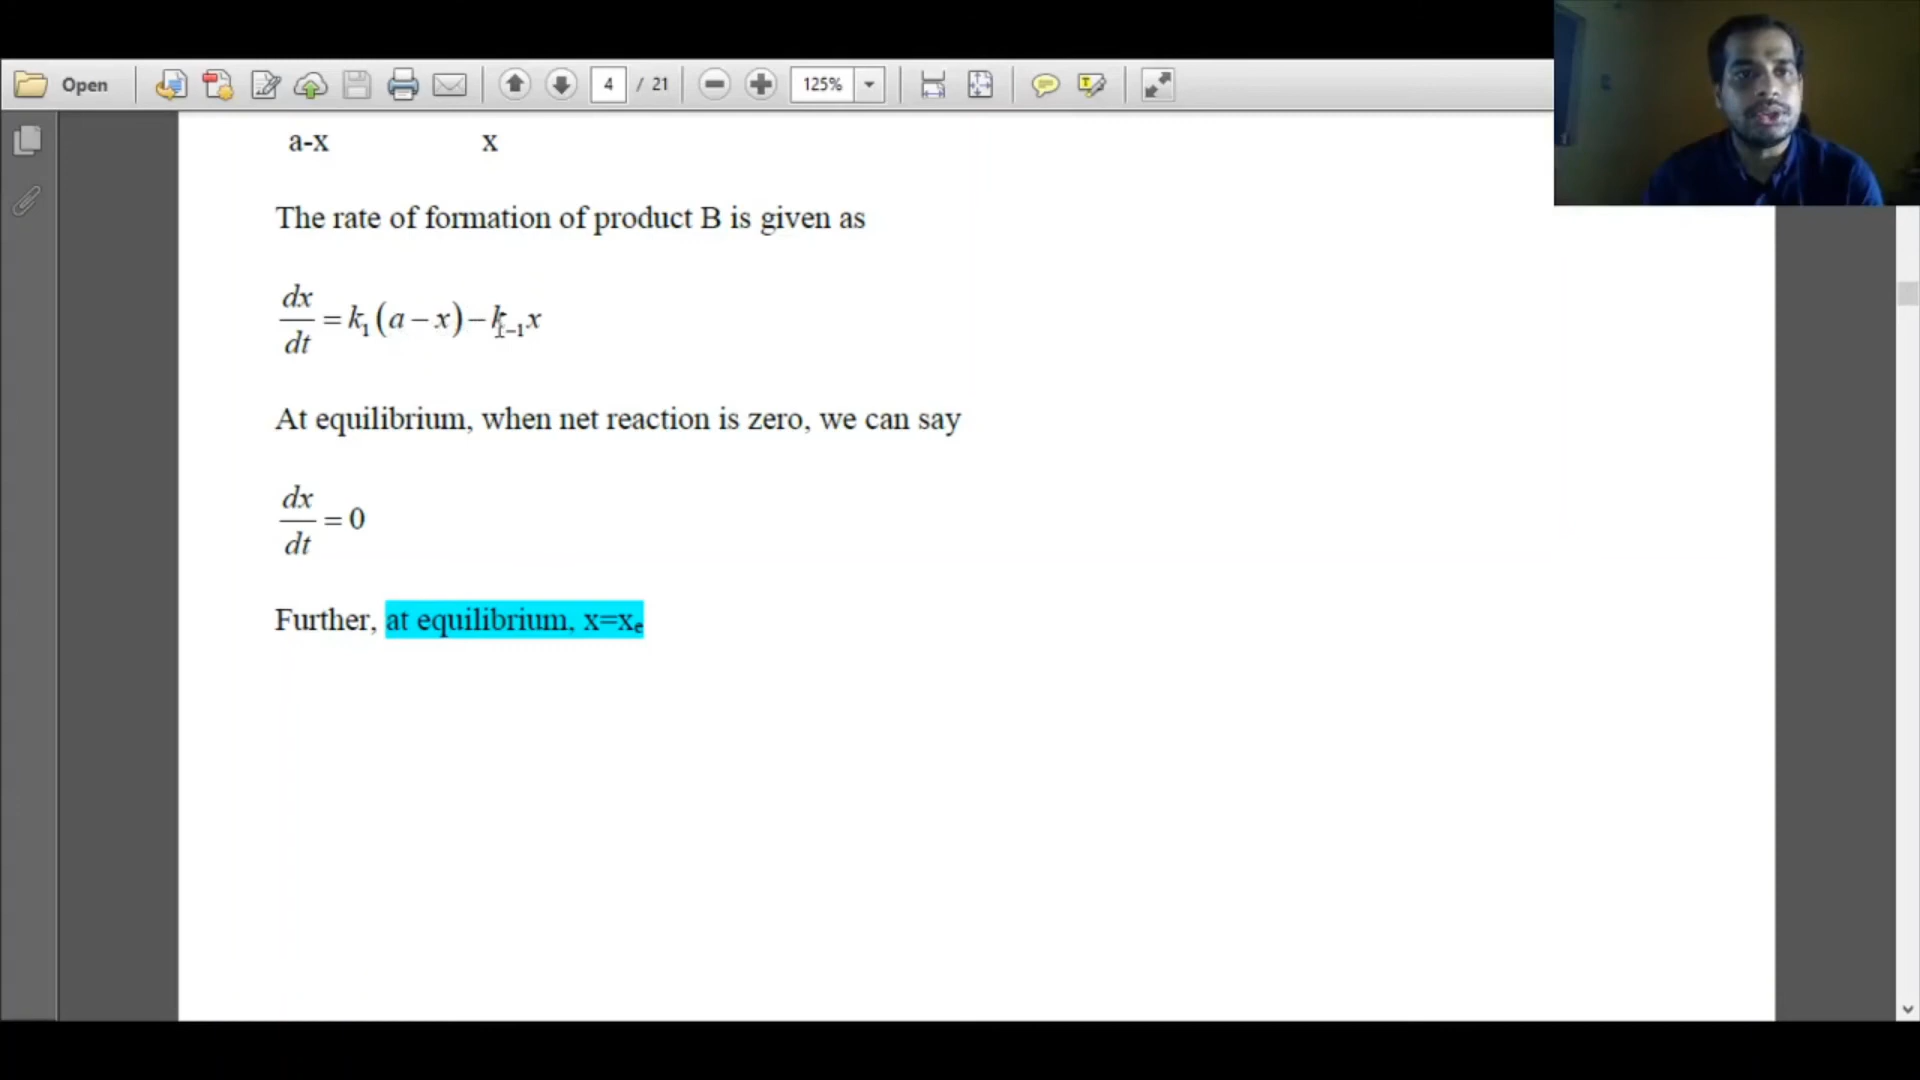 Open 4 / 21 125%
a-x x
The rate of formation of product B is given as
dx/dt = k₁(a − x) − k₋₁x
At equilibrium, when net reaction is zero, we can say
dx/dt = 0
Further, at equilibrium, x=xₑ